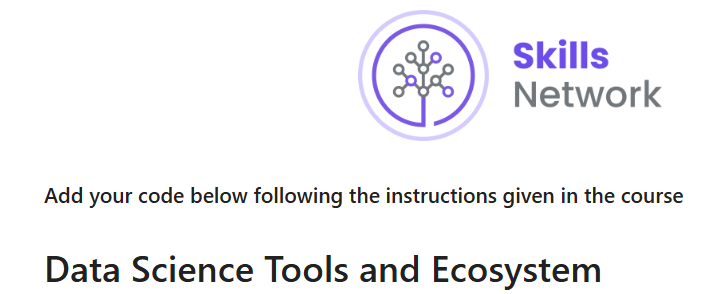 Skills
Network
Add your code below following the instructions given in the course
Data Science Tools and Ecosystem